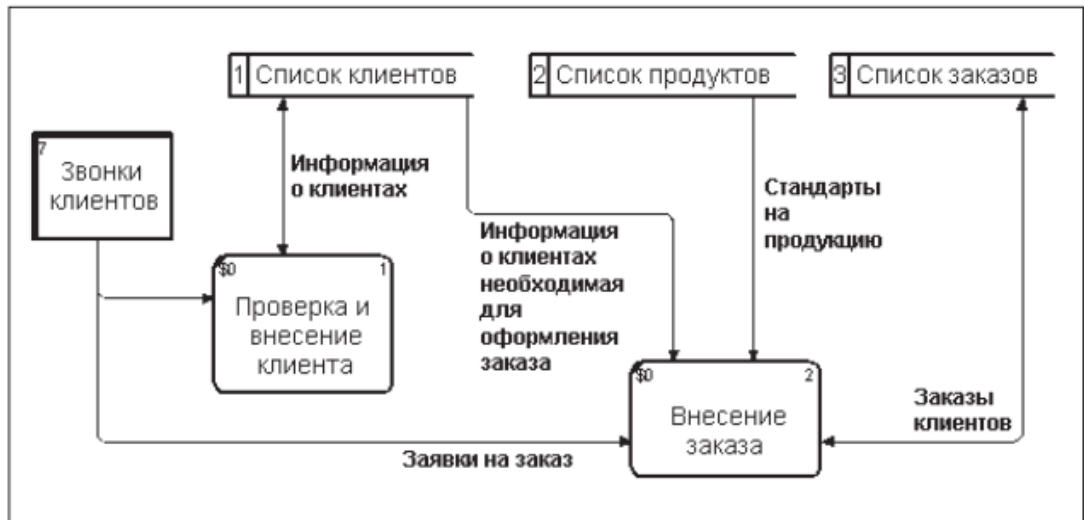 1 Список клиентов
2 Список продуктов
3 Список заказов
7
Звонки
клиентов
Информация
о клиентах
Стандарты
на
продукцию
Информация
о клиентах
необходимая
для
оформления
заказа
$0 1
Проверка и
внесение
клиента
$0 2
Внесение
заказа
Заказы
клиентов
Заявки на заказ